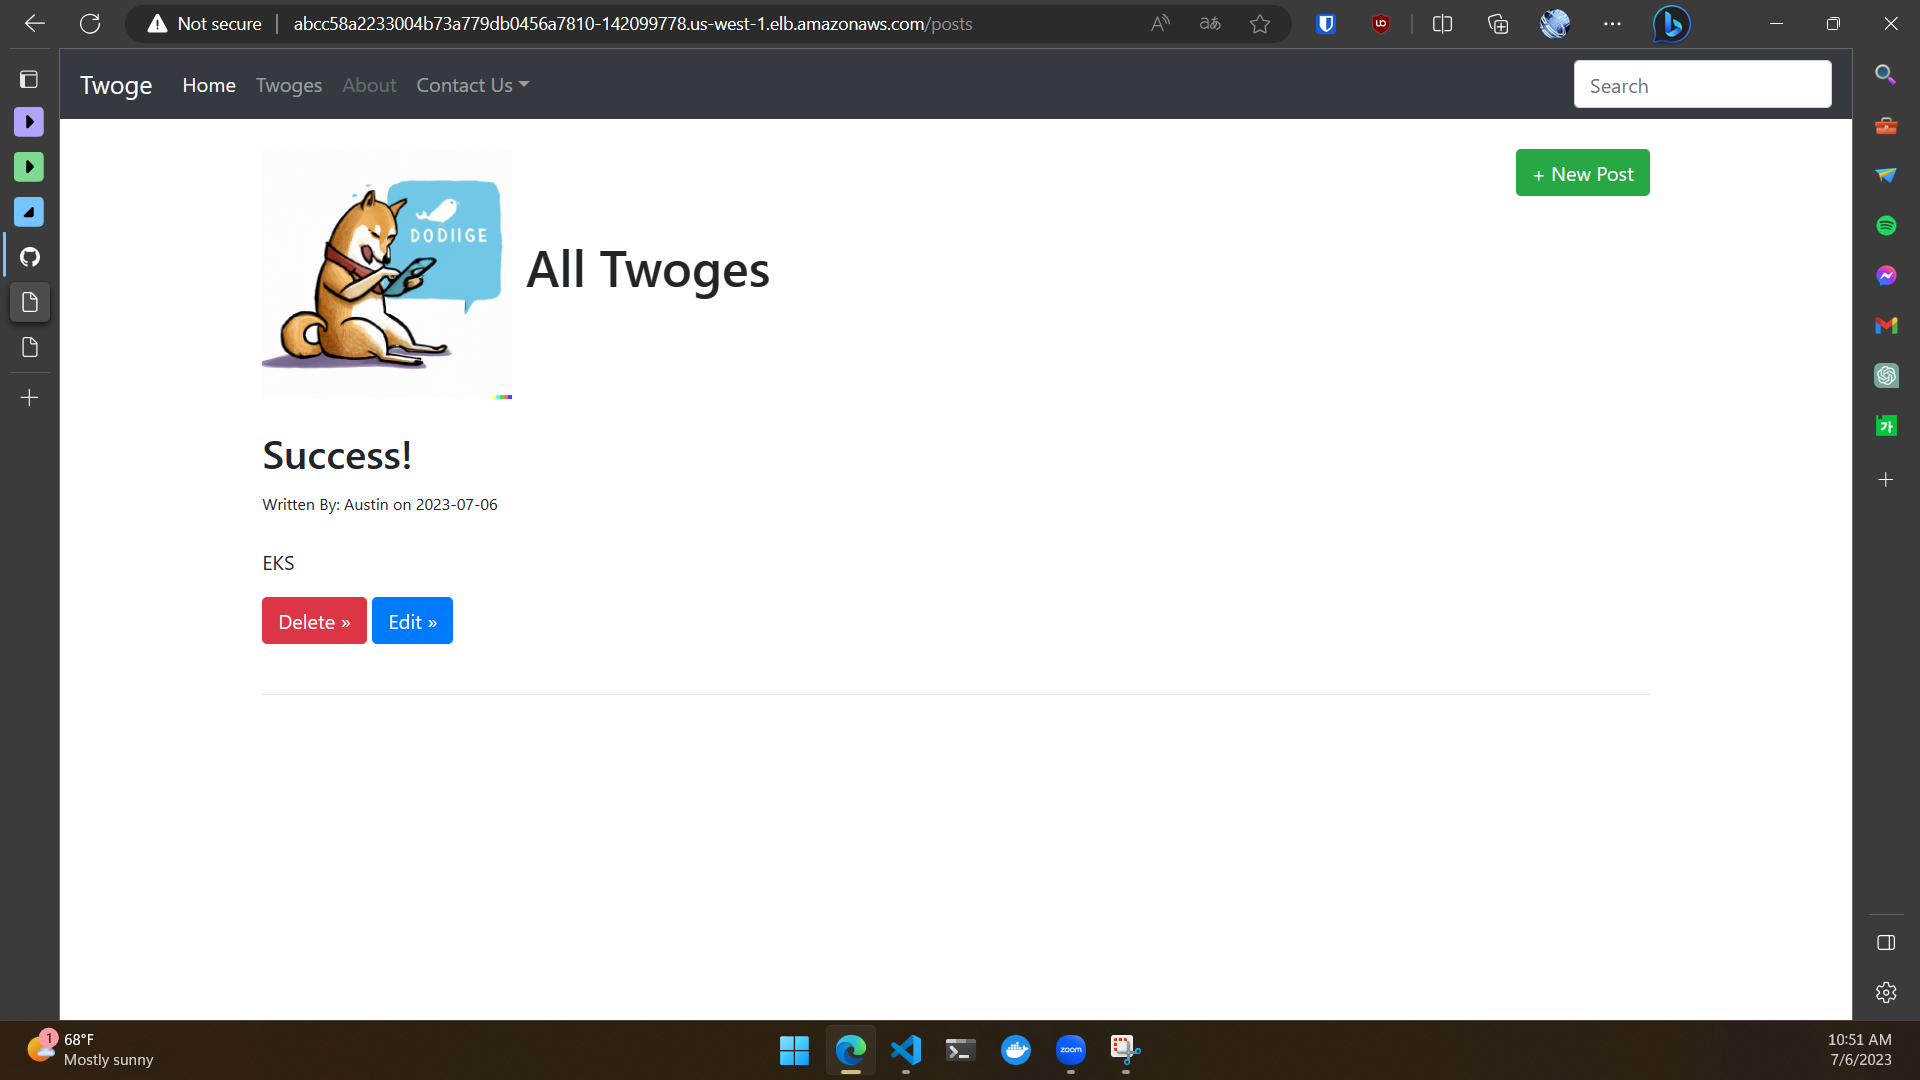 Not secure
abcc58a2233004b73a779db0456a7810-142099778.us-west-1.elb.amazonaws.com/posts
Twoge
Home
Twoges
About
Contact Us
Search
+ New Post
DODIIGE
All Twoges
Success!
Written By: Austin on 2023-07-06
EKS
Delete »
Edit »
가
1
68°F
Mostly sunny
zoom
10:51 AM
7/6/2023